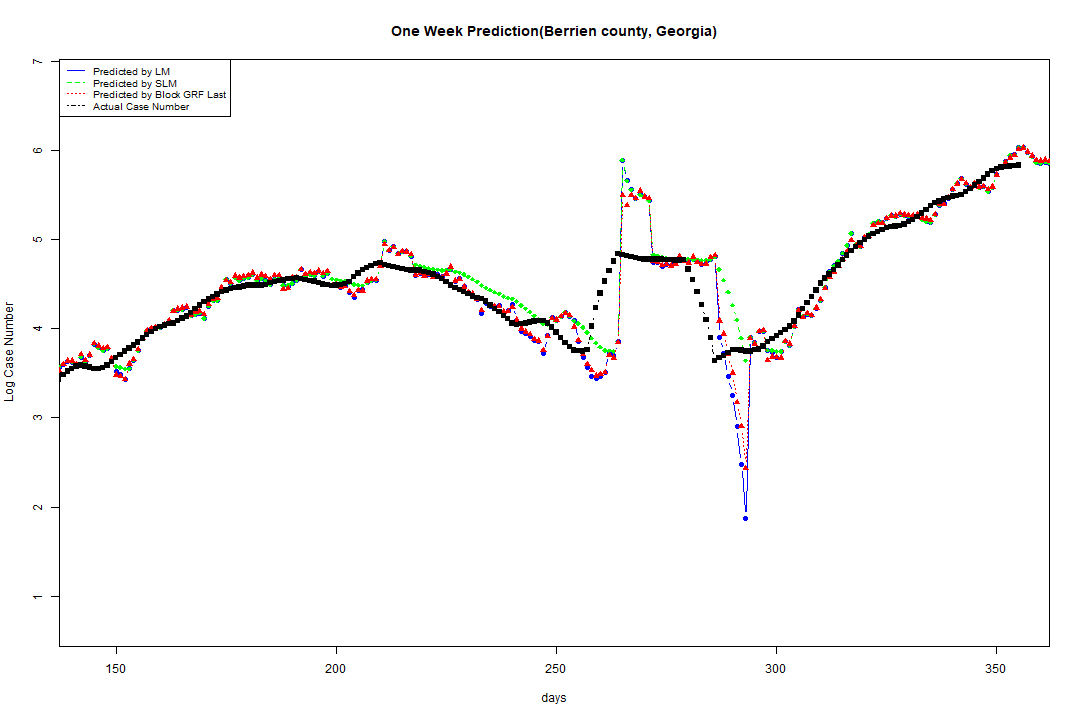 One Week Prediction(Berrien county, Georgia)
Predicted by LM
Predicted by SLM
Predicted by Block GRF Last
Actual Case Number
7
6
5
4
3
2
1
Log Case Number
150
200
250
300
350
days